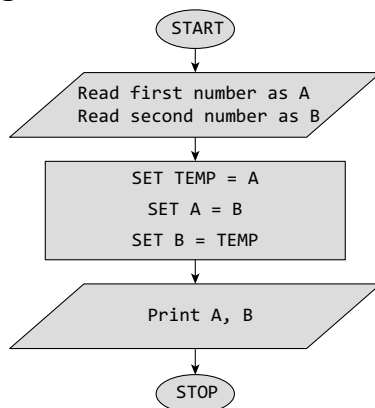 START
Read first number as A
Read second number as B
SET TEMP = A
SET A = B
SET B = TEMP
Print A, B
STOP